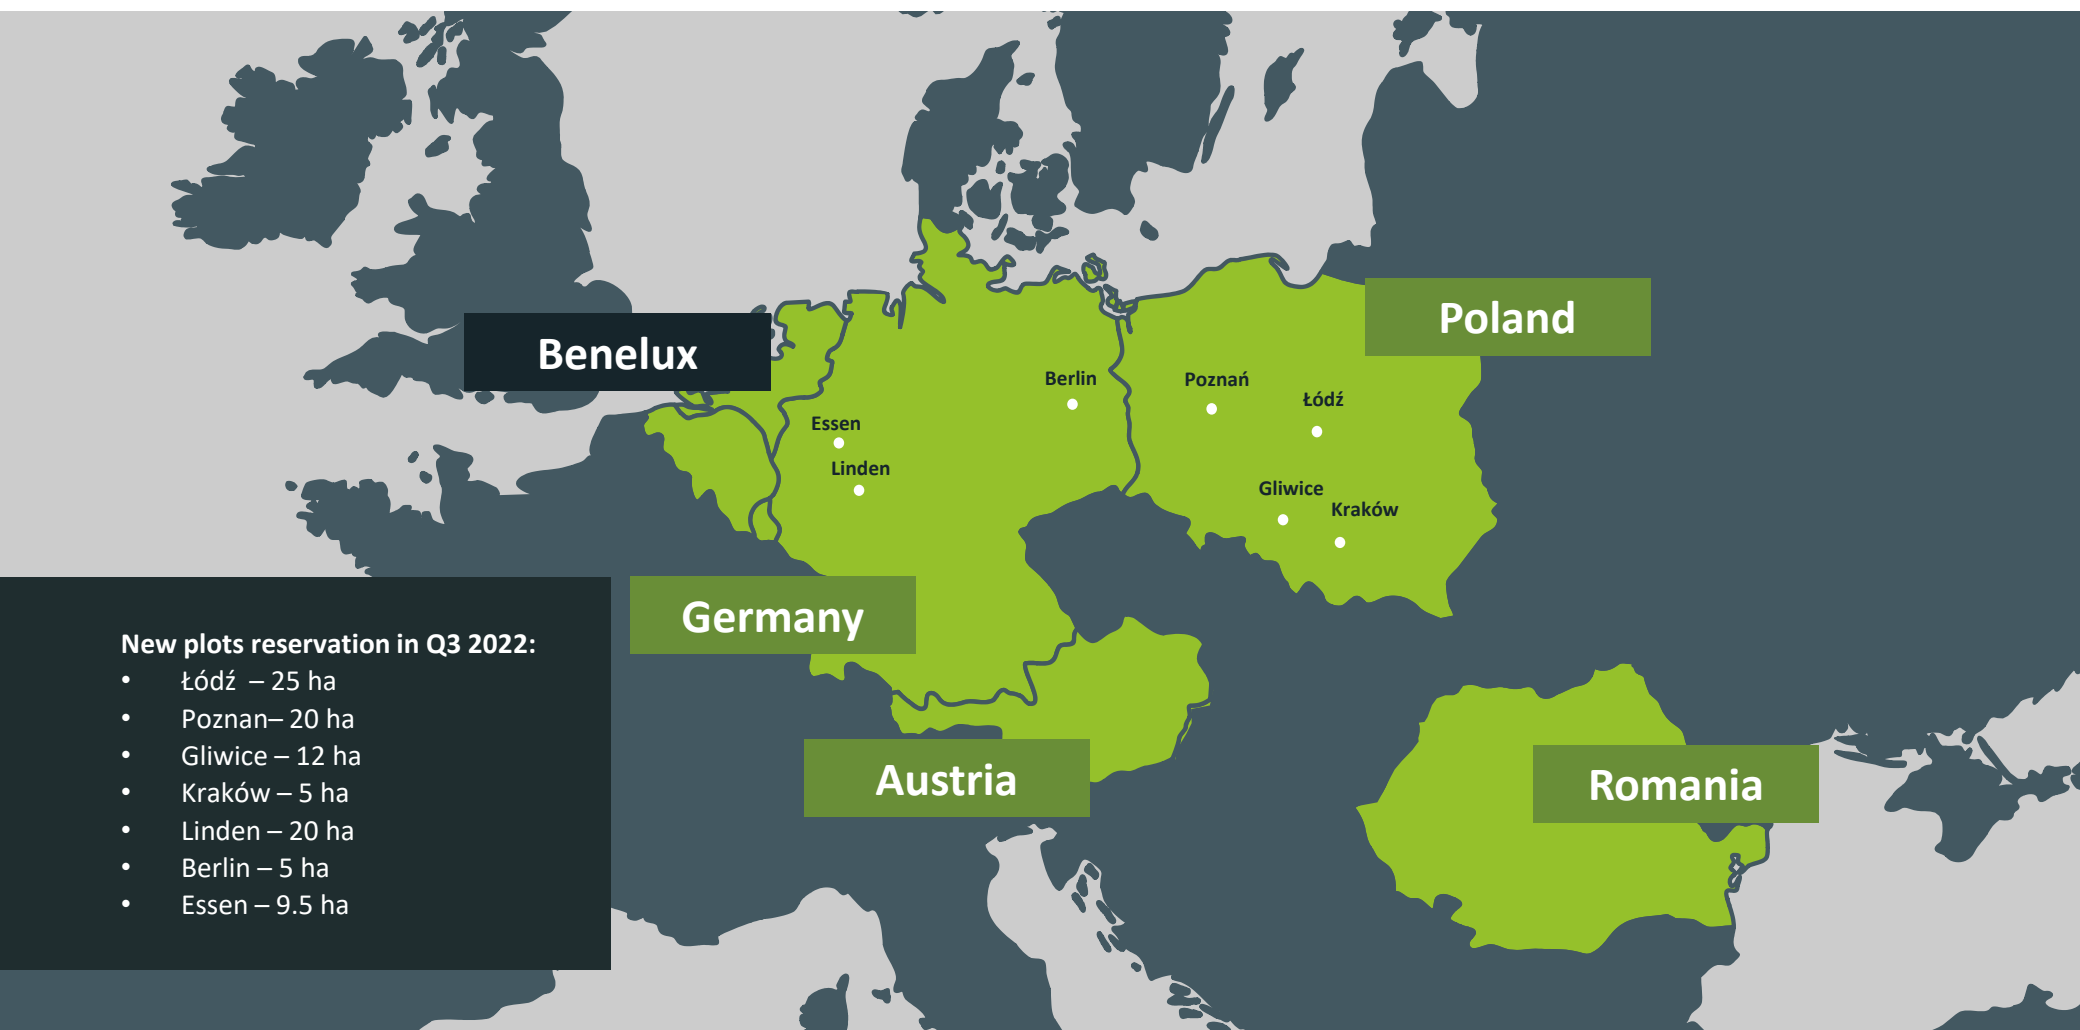 Poland
Benelux
Berlin
Poznań
Łódź
Essen
Linden
Gliwice
Kraków
Germany
New plots reservation in Q3 2022:
• Łódź – 25 ha
• Poznan– 20 ha
• Gliwice – 12 ha
• Kraków – 5 ha
• Linden – 20 ha
• Berlin – 5 ha
• Essen – 9.5 ha
Austria
Romania